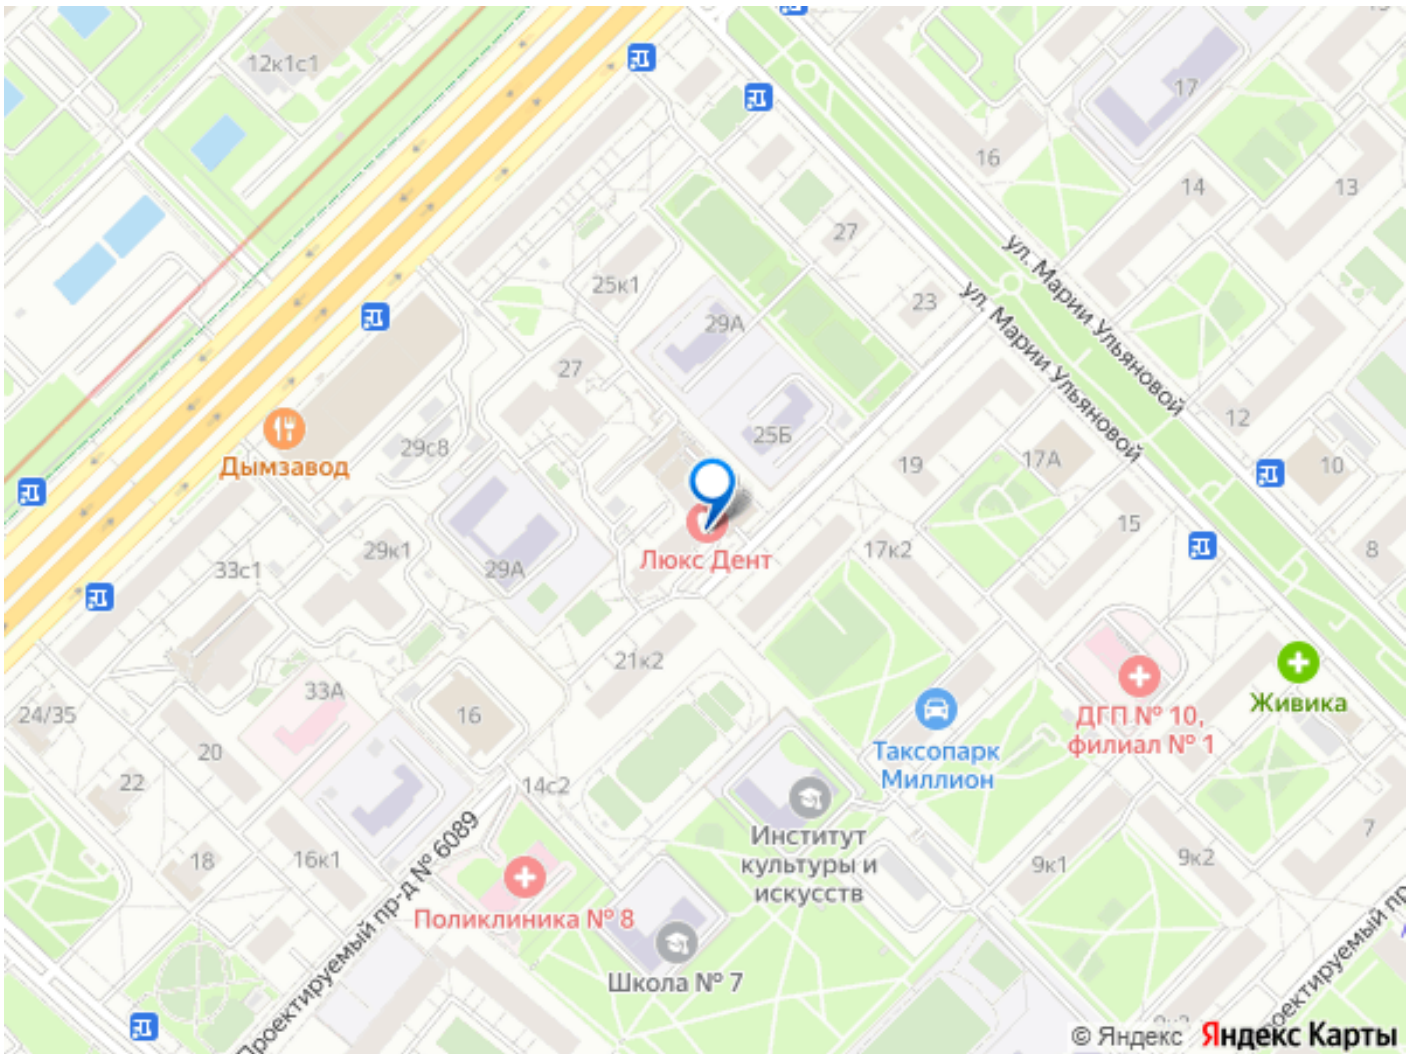 12к1с1
17
16
14
13
27
25к1
23
29А
ул. Марии Ульяновой
ул. Марии Ульяновой
27
12
25Б
29с8
Дымзавод
19
17А
10
15
Люкс Дент
17к2
8
29к1
33с1
29А
21к2
33А
24/35
16
Живика
ДГП № 10,
филиал № 1
20
Таксопарк
Миллион
22
14с2
Институт
культуры и
искусств
7
18
16к1
9к1
9к2
Поликлиника № 8
Проектируемый пр-д № 6089
Школа № 7
Проектируемый пр
© Яндекс Яндекс Карты